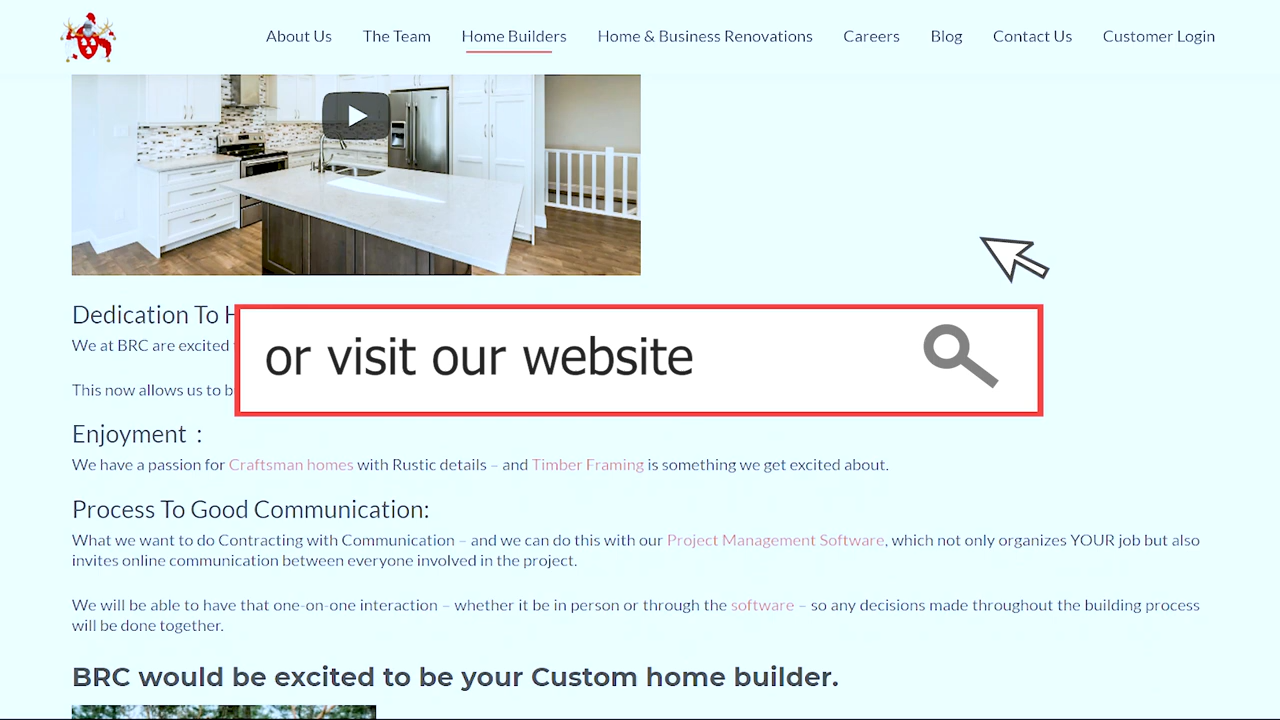 About Us The Team Home Builders Home & Business Renovations Careers Blog Contact Us Customer Login
Dedication To H
We at BRC are excited
or visit our website
This now allows us to b
Enjoyment :
We have a passion for Craftsman homes with Rustic details – and Timber Framing is something we get excited about.
Process To Good Communication:
What we want to do Contracting with Communication – and we can do this with our Project Management Software, which not only organizes YOUR job but also
invites online communication between everyone involved in the project.
We will be able to have that one-on-one interaction – whether it be in person or through the software – so any decisions made throughout the building process
will be done together.
BRC would be excited to be your Custom home builder.